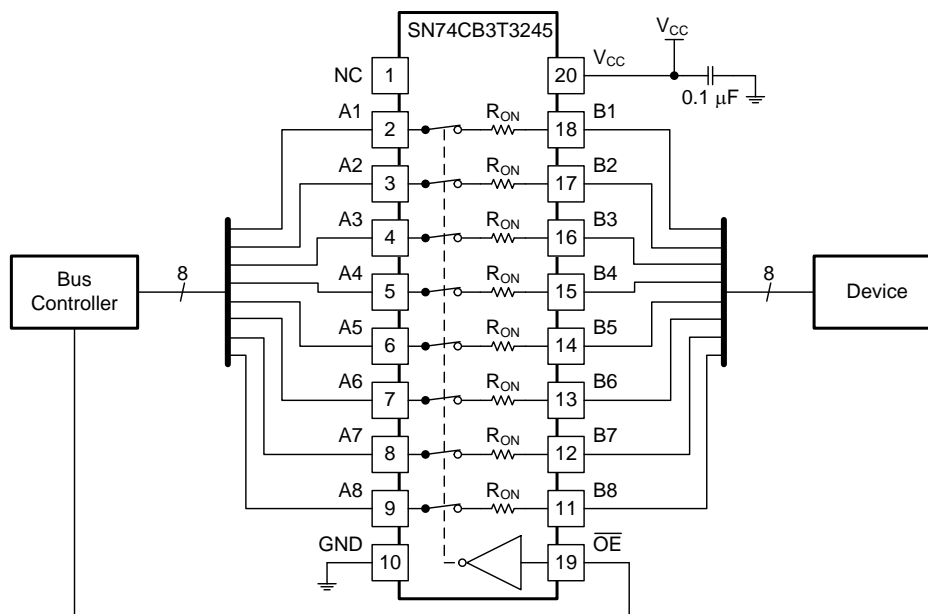 SN74CB3T3245
V_CC
NC 1 20 V_CC
0.1 μF
A1 2 R_ON 18 B1
A2 3 R_ON 17 B2
A3 4 R_ON 16 B3
A4 5 R_ON 15 B4
A5 6 R_ON 14 B5
A6 7 R_ON 13 B6
A7 8 R_ON 12 B7
A8 9 R_ON 11 B8
GND 10 19 O̅E̅
Bus
Controller
8
8
Device